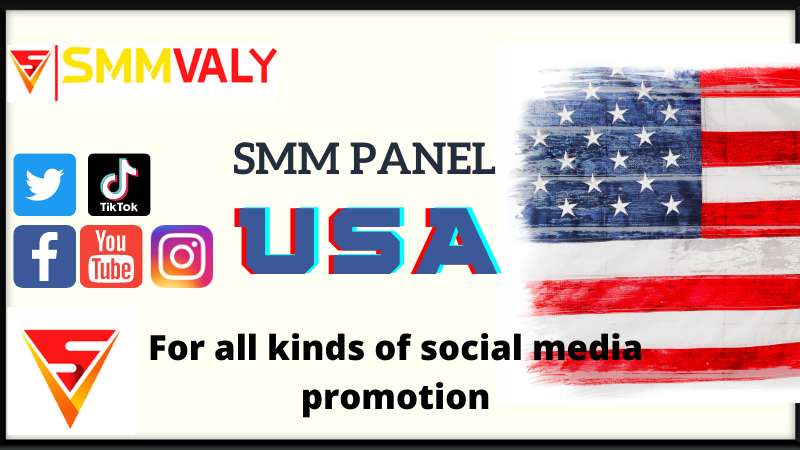 SMMVALY
SMM PANEL
USA
TikTok
You
Tube
For all kinds of social media
promotion